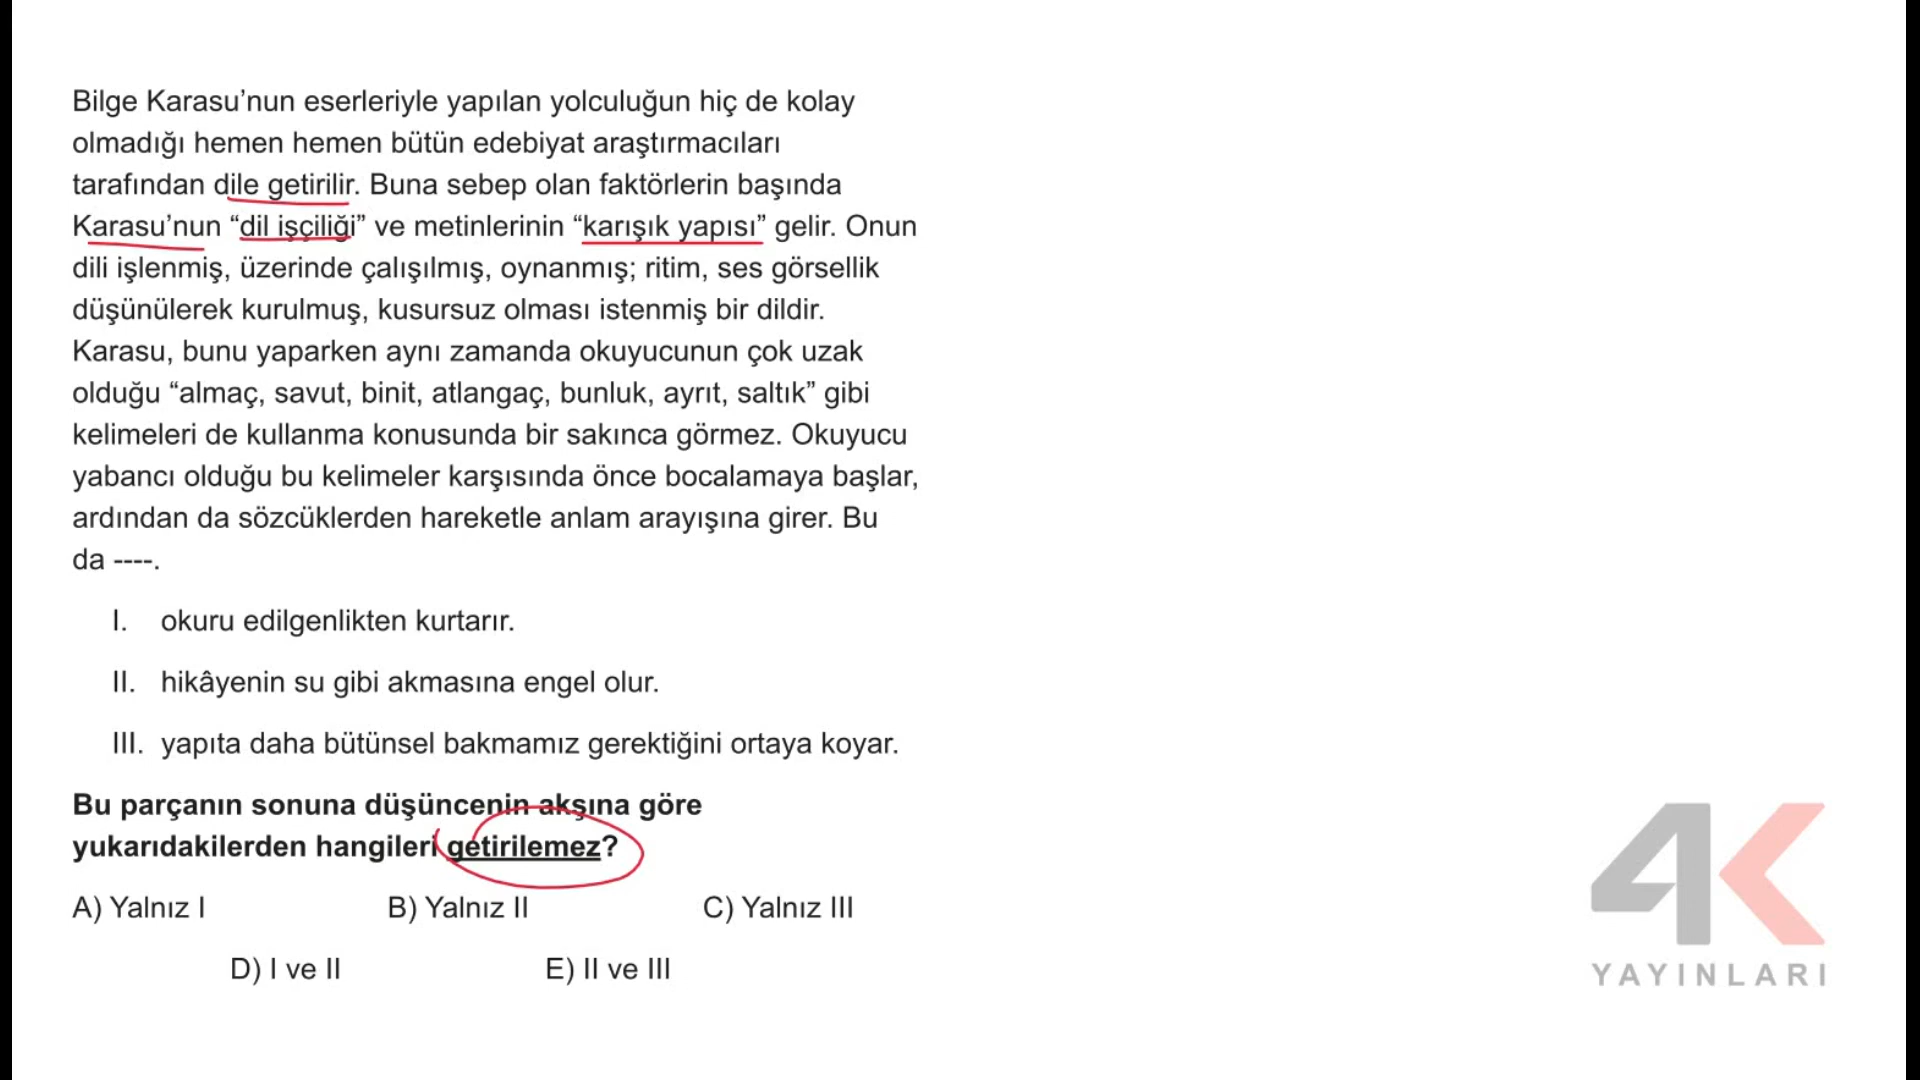 Bilge Karasu’nun eserleriyle yapılan yolculuğun hiç de kolay
olmadığı hemen hemen bütün edebiyat araştırmacıları
tarafından dile getirilir. Buna sebep olan faktörlerin başında
Karasu’nun “dil işçiliği” ve metinlerinin “karışık yapısı” gelir. Onun
dili işlenmiş, üzerinde çalışılmış, oynanmış; ritim, ses görsellik
düşünülerek kurulmuş, kusursuz olması istenmiş bir dildir.
Karasu, bunu yaparken aynı zamanda okuyucunun çok uzak
olduğu “almaç, savut, binit, atlangaç, bunluk, ayrıt, saltık” gibi
kelimeleri de kullanma konusunda bir sakınca görmez. Okuyucu
yabancı olduğu bu kelimeler karşısında önce bocalamaya başlar,
ardından da sözcüklerden hareketle anlam arayışına girer. Bu
da ----.
I. okuru edilgenlikten kurtarır.
II. hikâyenin su gibi akmasına engel olur.
III. yapıta daha bütünsel bakmamız gerektiğini ortaya koyar.
Bu parçanın sonuna düşüncenin akşına göre
yukarıdakilerden hangileri getirilemez?
A) Yalnız I B) Yalnız II C) Yalnız III
D) I ve II E) II ve III
4K
YAYINLARI